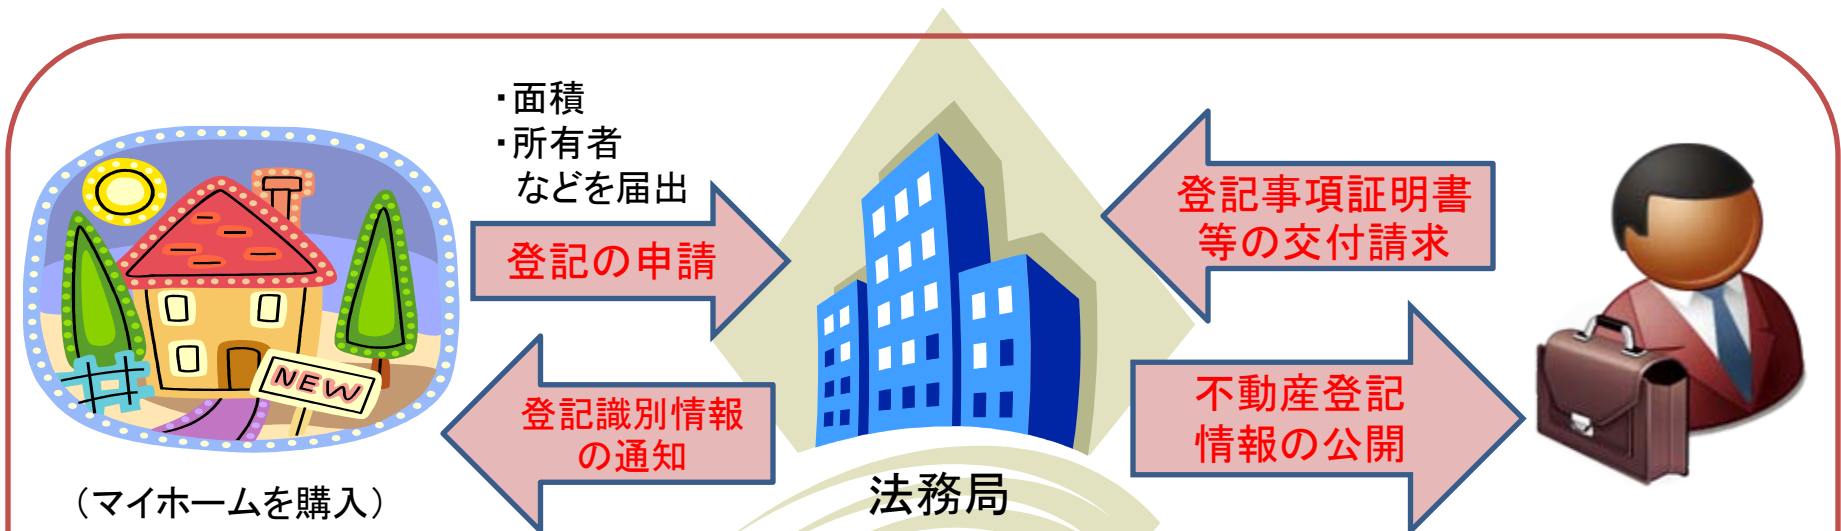 ・面積
・所有者
などを届出
登記の申請
登記識別情報
の通知
NEW
（マイホームを購入）
法務局
登記事項証明書
等の交付請求
不動産登記
情報の公開